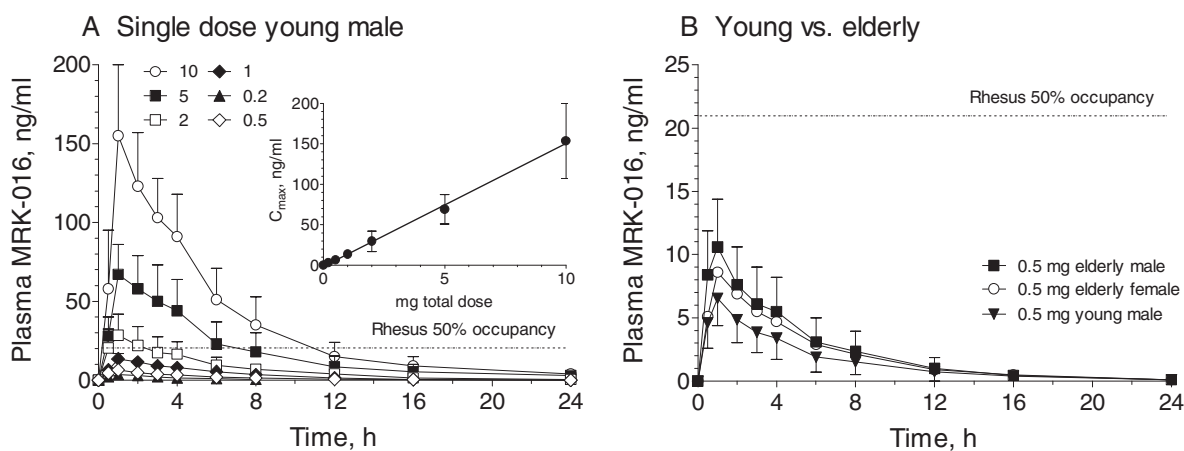 A Single dose young male
Plasma MRK-016, ng/ml
200
150
100
50
0
10
5
2
1
0.2
0.5
Cmax, ng/ml
200
150
100
50
0
0
5
10
mg total dose
Rhesus 50% occupancy
0 4 8 12 16 20 24
Time, h
B Young vs. elderly
Plasma MRK-016, ng/ml
25
20
15
10
5
0
Rhesus 50% occupancy
0.5 mg elderly male
0.5 mg elderly female
0.5 mg young male
0 4 8 12 16 20 24
Time, h